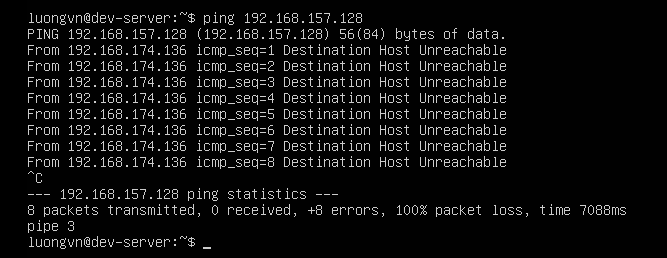 luongvn@dev-server:~$ ping 192.168.157.128
PING 192.168.157.128 (192.168.157.128) 56(84) bytes of data.
From 192.168.174.136 icmp_seq=1 Destination Host Unreachable
From 192.168.174.136 icmp_seq=2 Destination Host Unreachable
From 192.168.174.136 icmp_seq=3 Destination Host Unreachable
From 192.168.174.136 icmp_seq=4 Destination Host Unreachable
From 192.168.174.136 icmp_seq=5 Destination Host Unreachable
From 192.168.174.136 icmp_seq=6 Destination Host Unreachable
From 192.168.174.136 icmp_seq=7 Destination Host Unreachable
From 192.168.174.136 icmp_seq=8 Destination Host Unreachable
^C
--- 192.168.157.128 ping statistics ---
8 packets transmitted, 0 received, +8 errors, 100% packet loss, time 7088ms
pipe 3
luongvn@dev-server:~$ _